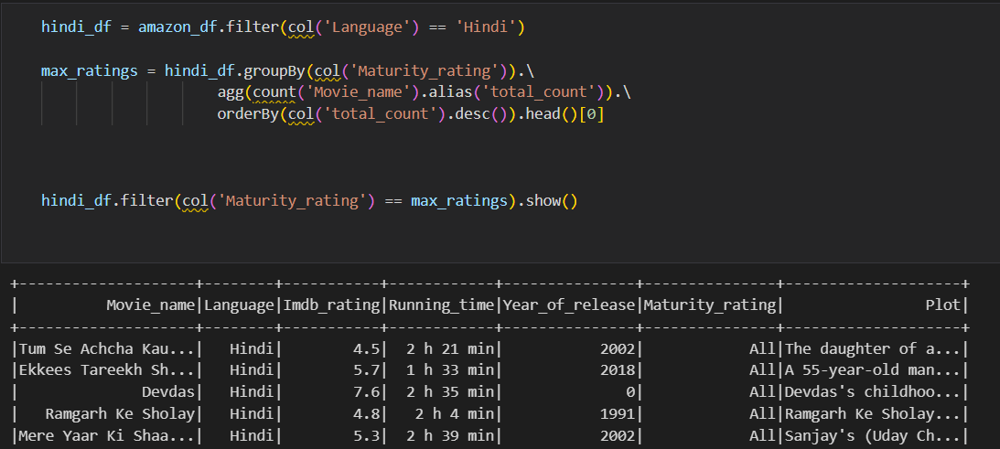 hindi_df = amazon_df.filter(col('Language') == 'Hindi')
max_ratings = hindi_df.groupBy(col('Maturity_rating')).\
agg(count('Movie_name').alias('total_count')).\
orderBy(col('total_count').desc()).head()[0]
hindi_df.filter(col('Maturity_rating') == max_ratings).show()
+--------------------+--------+-----------+------------+---------------+---------------+--------------------+
|          Movie_name|Language|Imdb_rating|Running_time|Year_of_release|Maturity_rating|                Plot|
+--------------------+--------+-----------+------------+---------------+---------------+--------------------+
|Tum Se Achcha Kau...|   Hindi|        4.5|  2 h 21 min|           2002|            All|The daughter of a...|
|Ekkees Tareekh Sh...|   Hindi|        5.7|  1 h 33 min|           2018|            All|A 55-year-old man...|
|              Devdas|   Hindi|        7.6|  2 h 35 min|              0|            All|Devdas's childhoo...|
|   Ramgarh Ke Sholay|   Hindi|        4.8|   2 h 4 min|           1991|            All|Ramgarh Ke Sholay...|
|Mere Yaar Ki Shaa...|   Hindi|        5.3|  2 h 39 min|           2002|            All|Sanjay's (Uday Ch...|